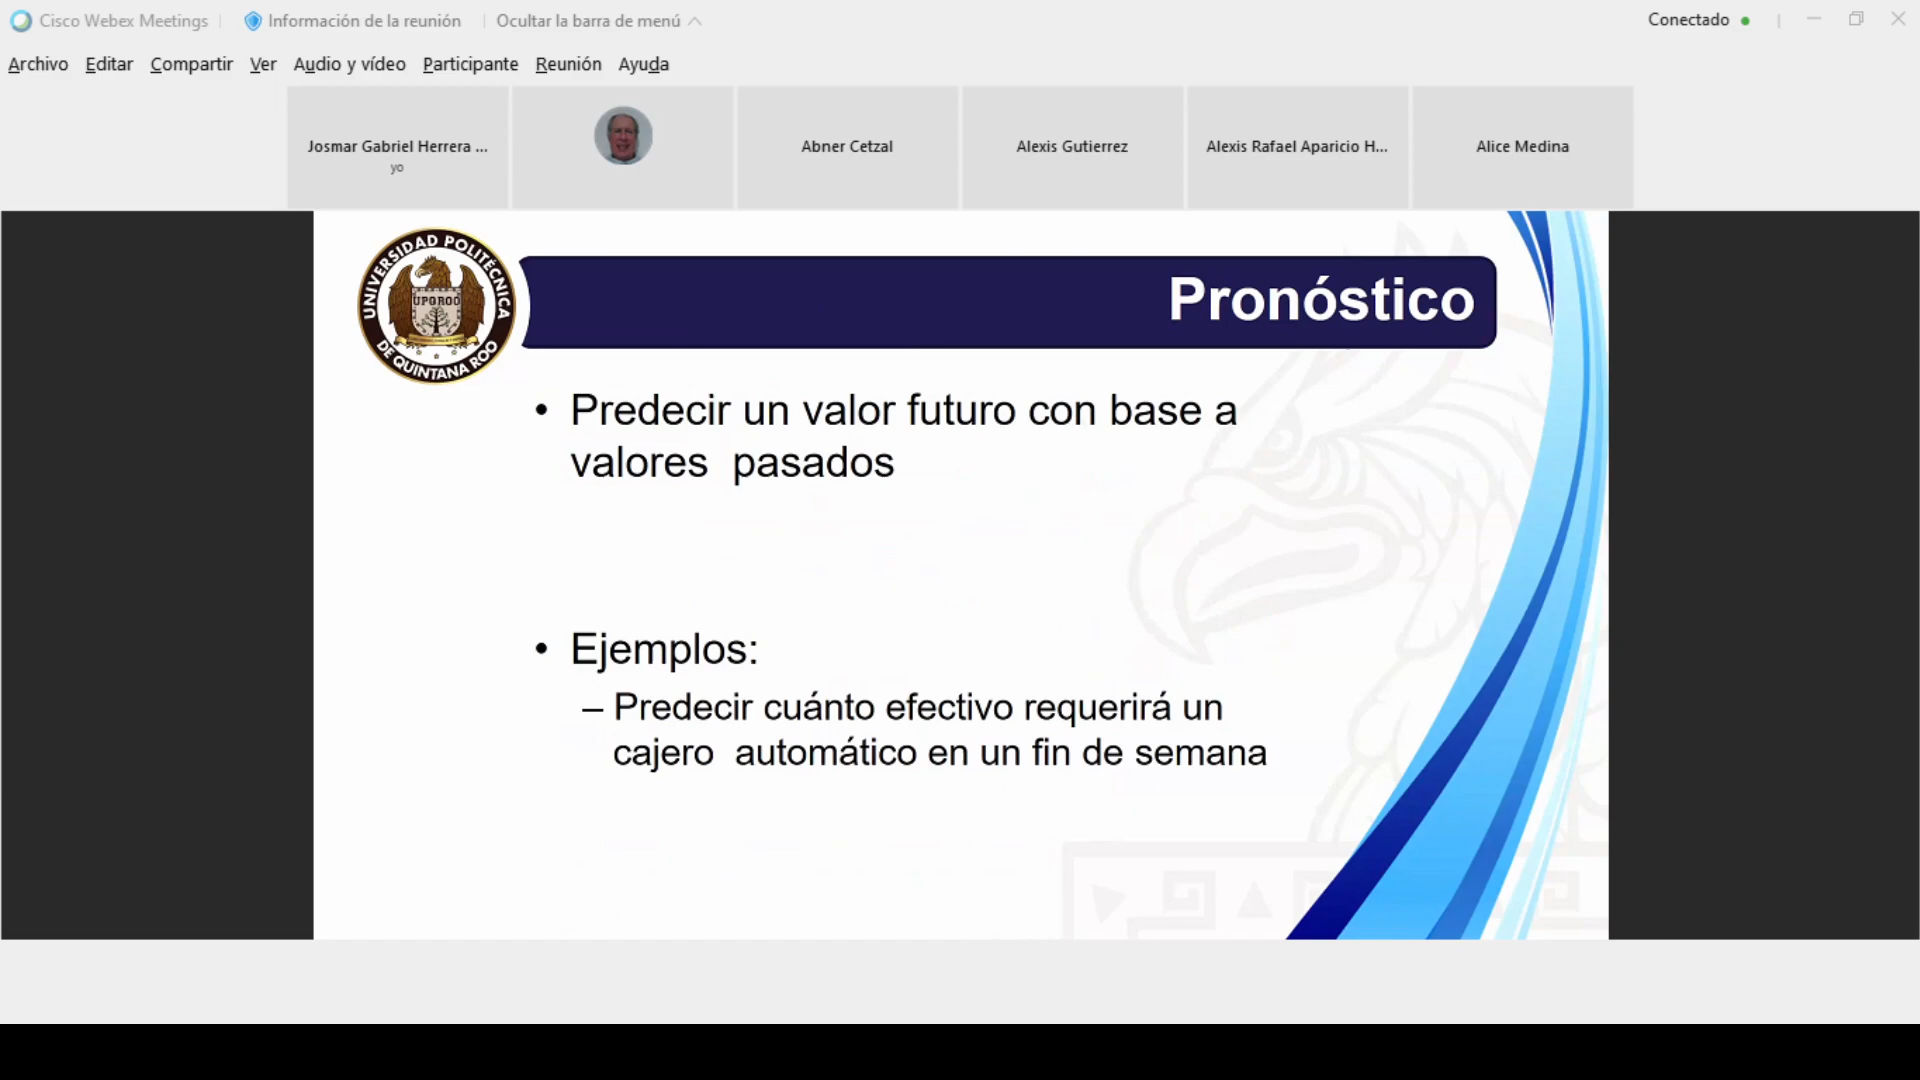 Cisco Webex Meetings
Información de la reunión
Ocultar la barra de menú
Conectado
Archivo Editar Compartir Ver Audio y vídeo Participante Reunión Ayuda
Josmar Gabriel Herrera ...
yo
Abner Cetzal
Alexis Gutierrez
Alexis Rafael Aparicio H...
Alice Medina
UNIVERSIDAD POLITÉCNICA
UPQROO
DE QUINTANA ROO
Pronóstico
• Predecir un valor futuro con base a
valores pasados
• Ejemplos:
– Predecir cuánto efectivo requerirá un
cajero automático en un fin de semana